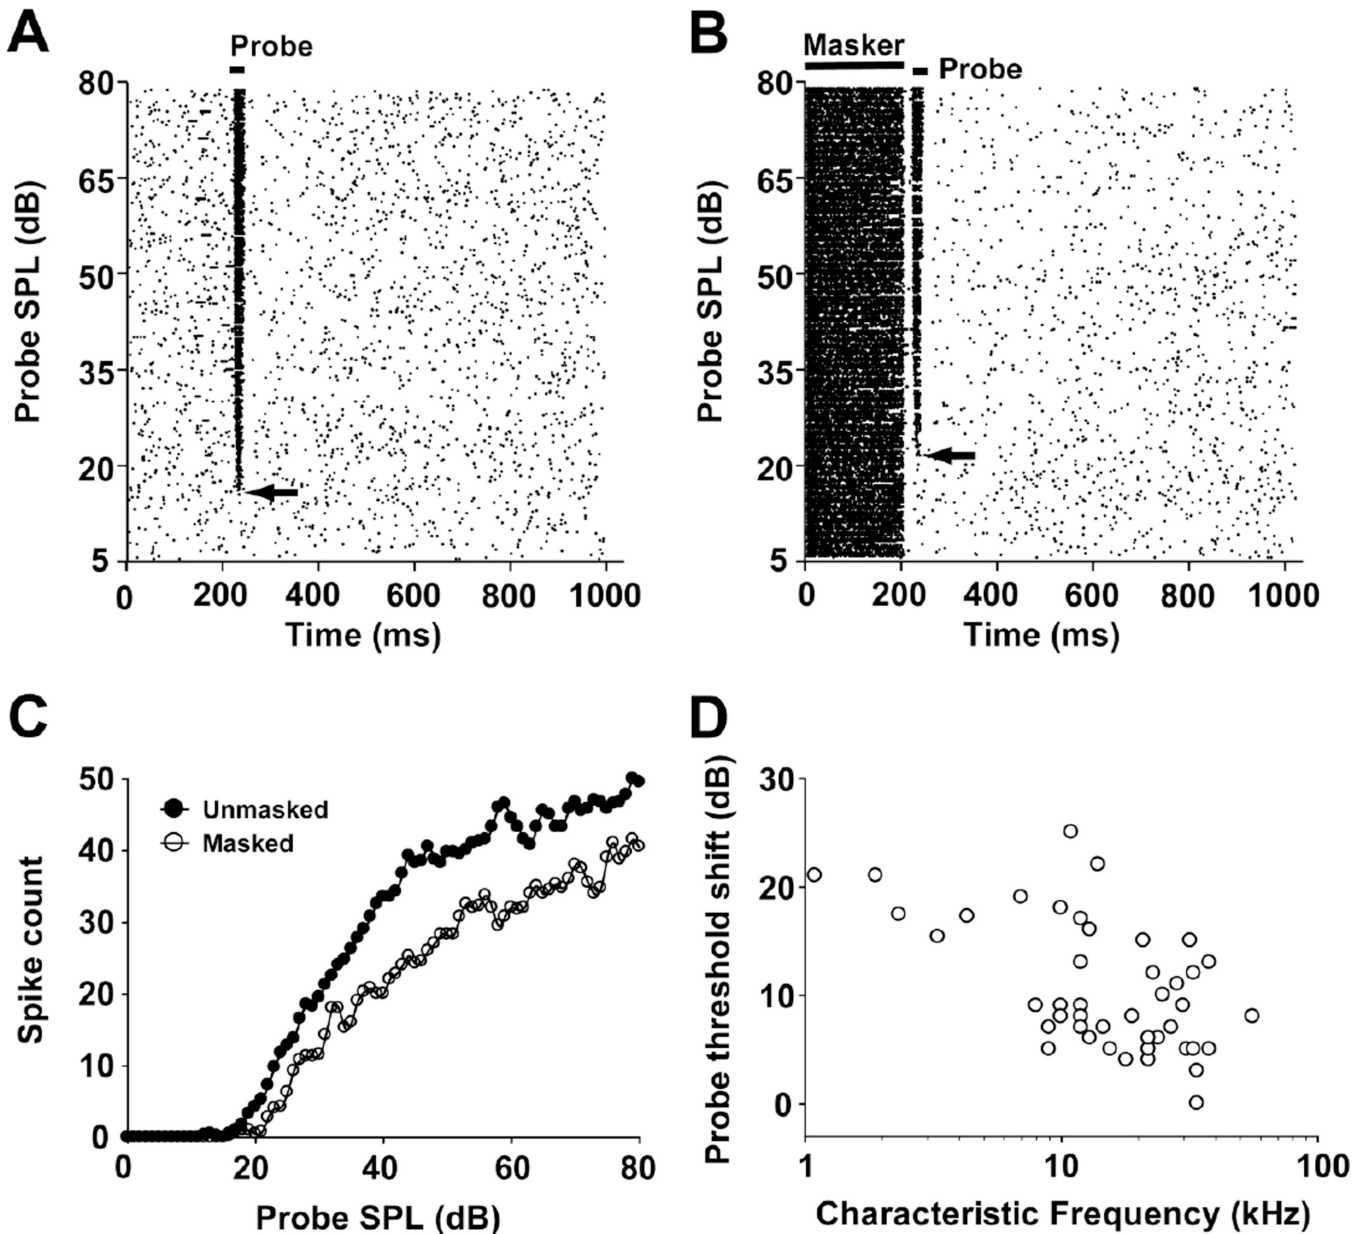 A
Probe
80
65
50
35
20
5
Probe SPL (dB)
0 200 400 600 800 1000
Time (ms)
B
Masker
Probe
80
65
50
35
20
5
Probe SPL (dB)
0 200 400 600 800 1000
Time (ms)
C
50
40
30
20
10
0
Spike count
Unmasked
Masked
0 20 40 60 80
Probe SPL (dB)
D
30
20
10
0
Probe threshold shift (dB)
1 10 100
Characteristic Frequency (kHz)